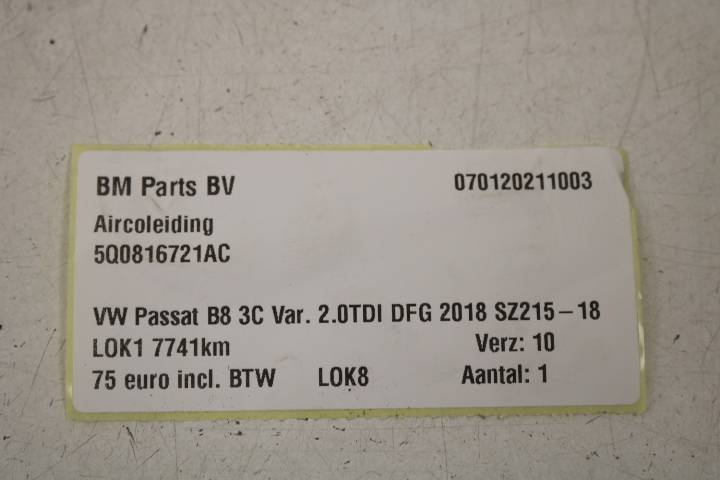 BM Parts BV 070120211003
Aircoleiding
5Q0816721AC
VW Passat B8 3C Var. 2.0TDI DFG 2018 SZ215-18
LOK1 7741km Verz: 10
75 euro incl. BTW LOK8 Aantal: 1